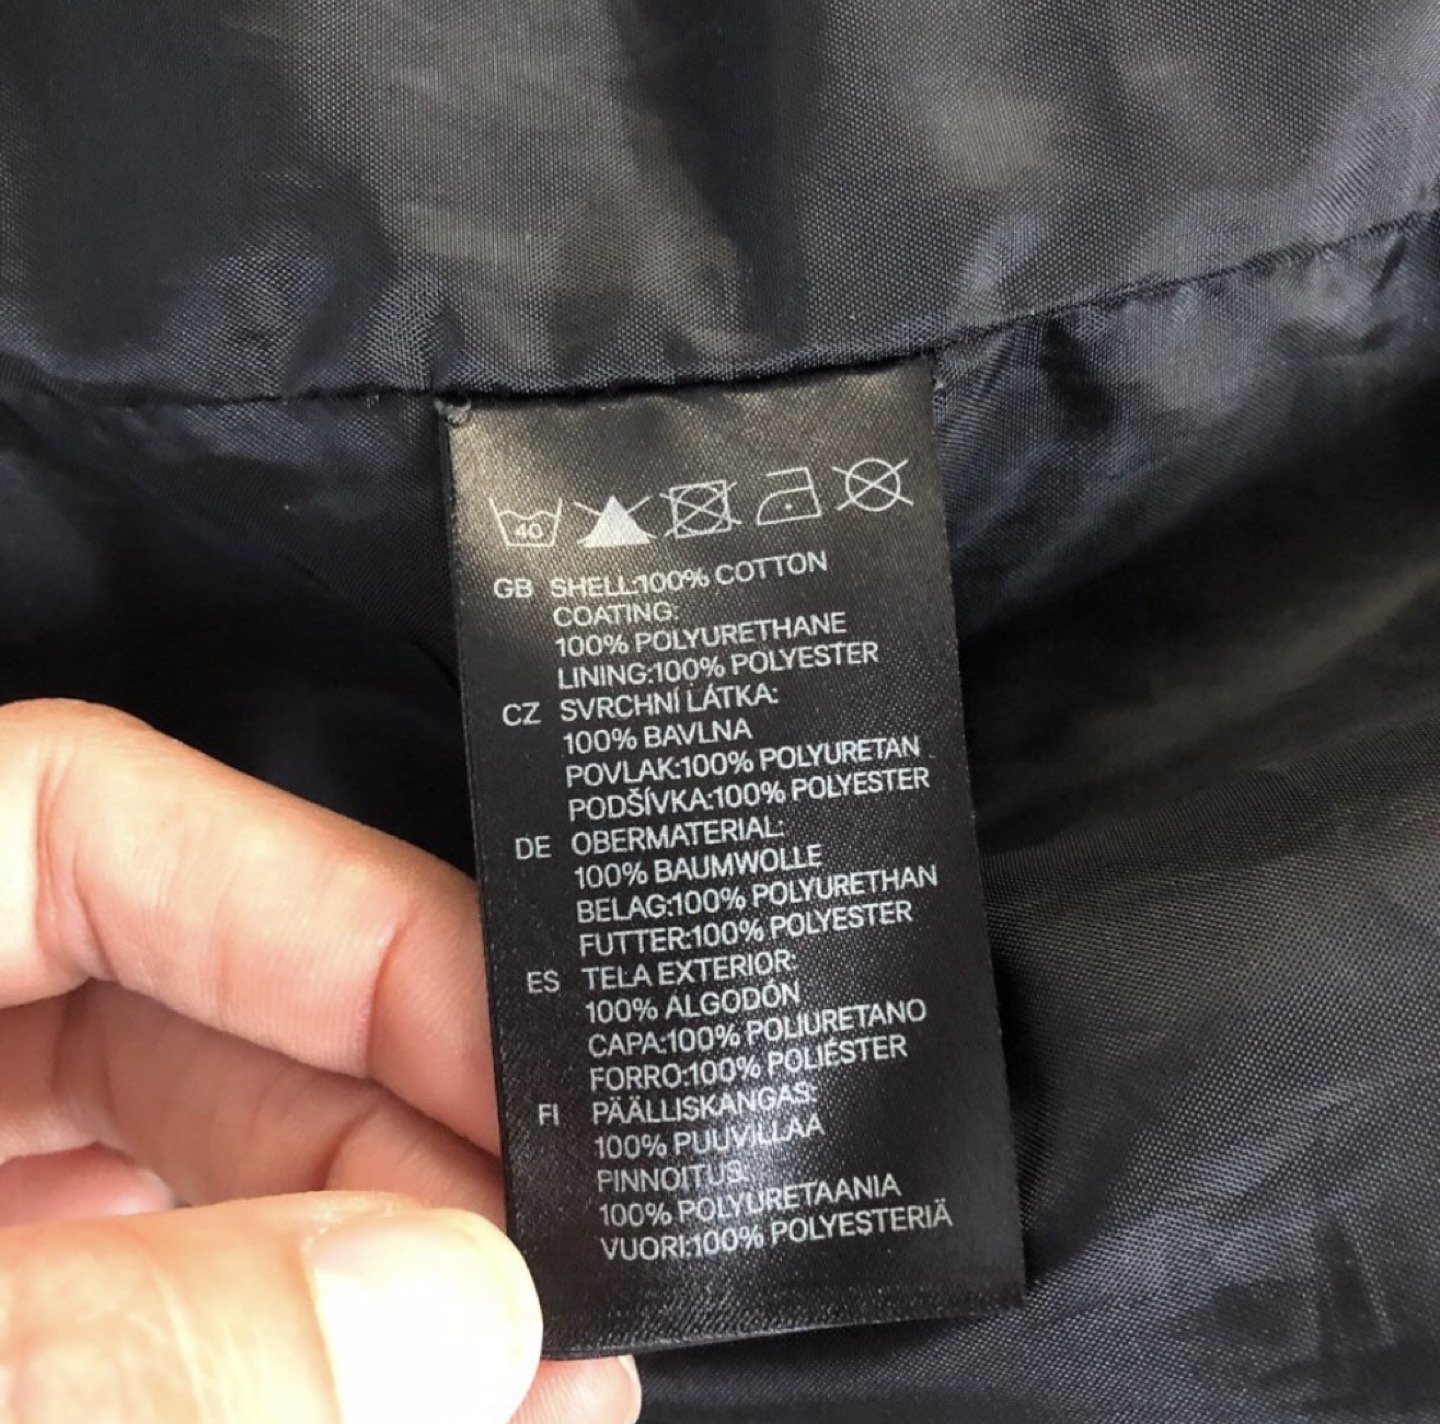 40
GB SHELL:100% COTTON
COATING:
100% POLYURETHANE
LINING:100% POLYESTER
CZ SVRCHNÍ LÁTKA:
100% BAVLNA
POVLAK:100% POLYURETAN
PODŠÍVKA:100% POLYESTER
DE OBERMATERIAL:
100% BAUMWOLLE
BELAG:100% POLYURETHAN
FUTTER:100% POLYESTER
ES TELA EXTERIOR:
100% ALGODÓN
CAPA:100% POLIURETANO
FORRO:100% POLIÉSTER
FI PÄÄLLISKANGAS:
100% PUUVILLAA
PINNOITUS:
100% POLYURETAANIA
VUORI:100% POLYESTERIÄ